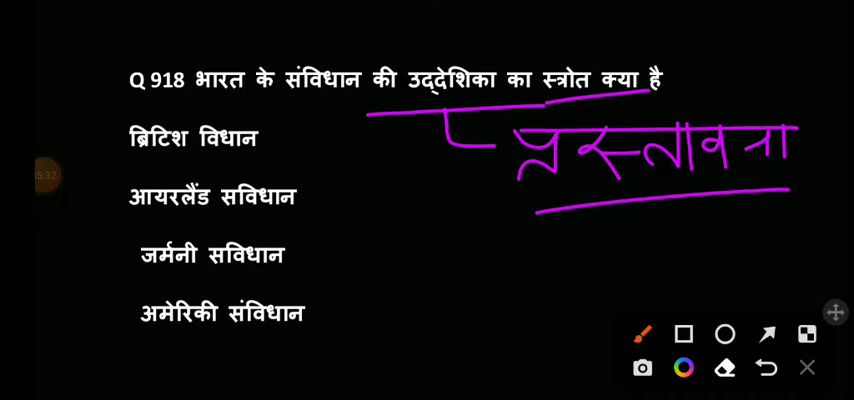 Q 918 भारत के संविधान की उद्देशिका का स्त्रोत क्या है
प्रस्तावना
ब्रिटिश विधान
आयरलैंड सविधान
जर्मनी सविधान
अमेरिकी संविधान